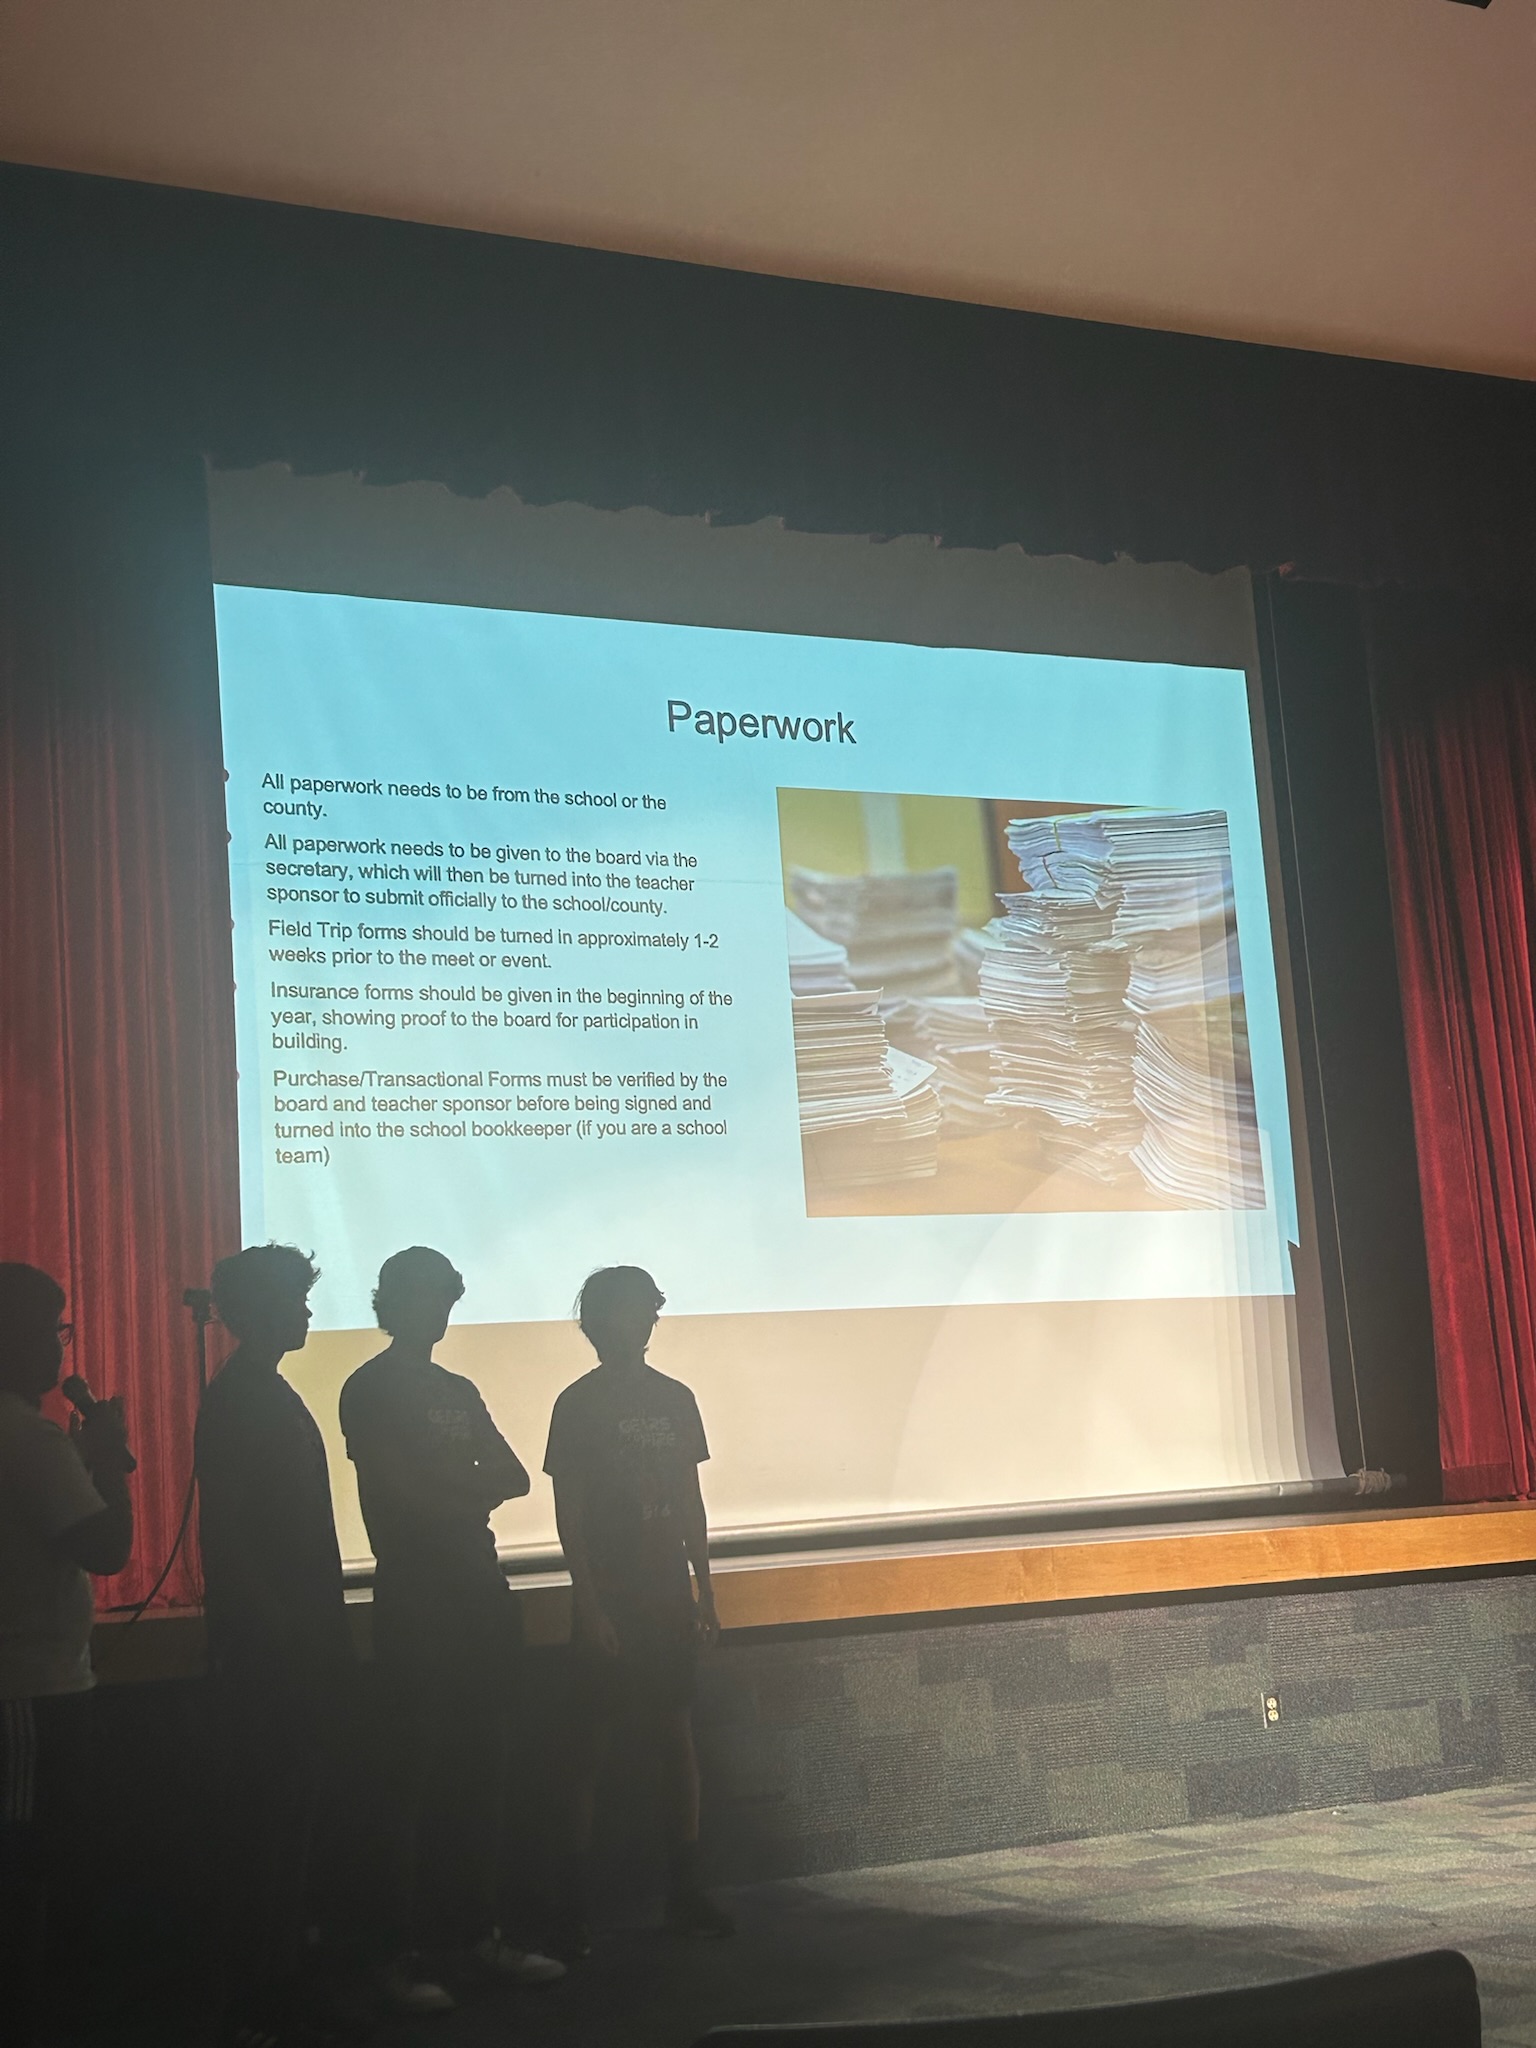 Paperwork
All paperwork needs to be from the school or the
county.
All paperwork needs to be given to the board via the
secretary, which will then be turned into the teacher
sponsor to submit officially to the school/county.
Field Trip forms should be turned in approximately 1-2
weeks prior to the meet or event.
Insurance forms should be given in the beginning of the
year, showing proof to the board for participation in
building.
Purchase/Transactional Forms must be verified by the
board and teacher sponsor before being signed and
turned into the school bookkeeper (if you are a school
team)
GEARS
GEARS
FIRE